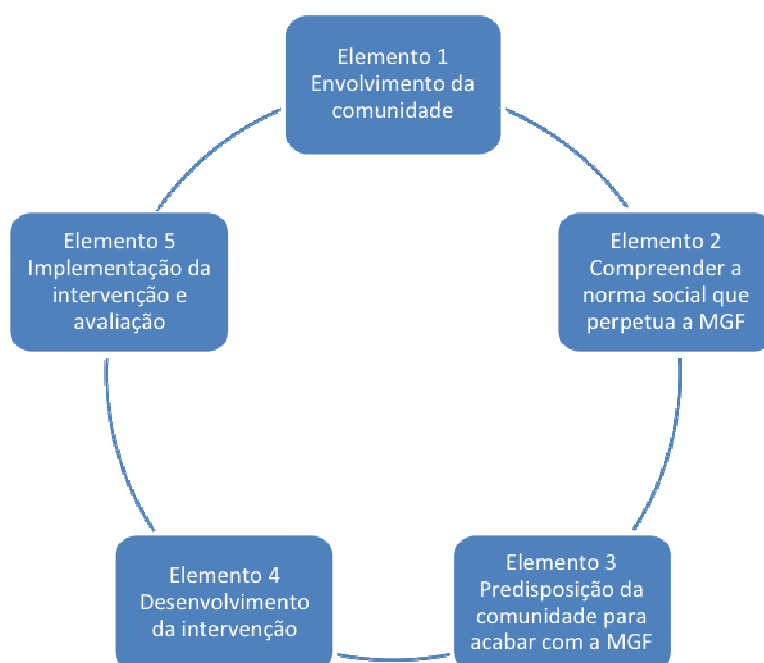 Elemento 1
Envolvimento da
comunidade
Elemento 2
Compreender a
norma social que
perpetua a MGF
Elemento 3
Predisposição da
comunidade para
acabar com a MGF
Elemento 4
Desenvolvimento
da intervenção
Elemento 5
Implementação da
intervenção e
avaliação